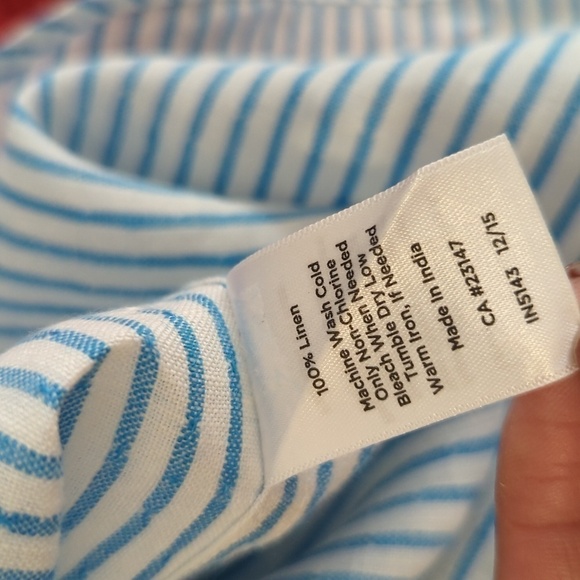 100% Linen
Machine Wash Cold
Only Non-Chlorine
Bleach When Needed
Tumble Dry Low
Warm Iron, If Needed
Made in India
CA #23147
IN5143 12/15